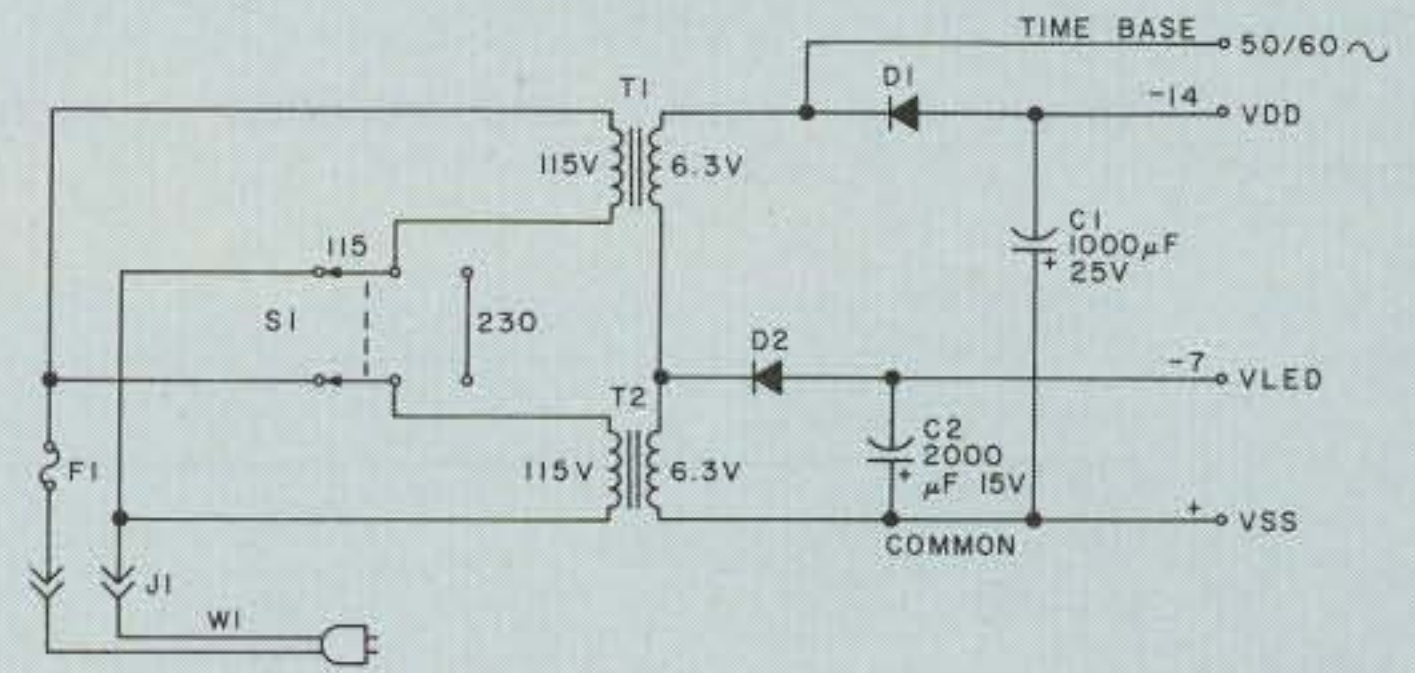 TIME BASE
50/60 ~
D1
-14
VDD
T1
115V
6.3V
C1
1000µF
25V
+
115
S1
230
D2
-7
VLED
T2
115V
6.3V
C2
2000
µF 15V
+
F1
+
VSS
COMMON
J1
W1